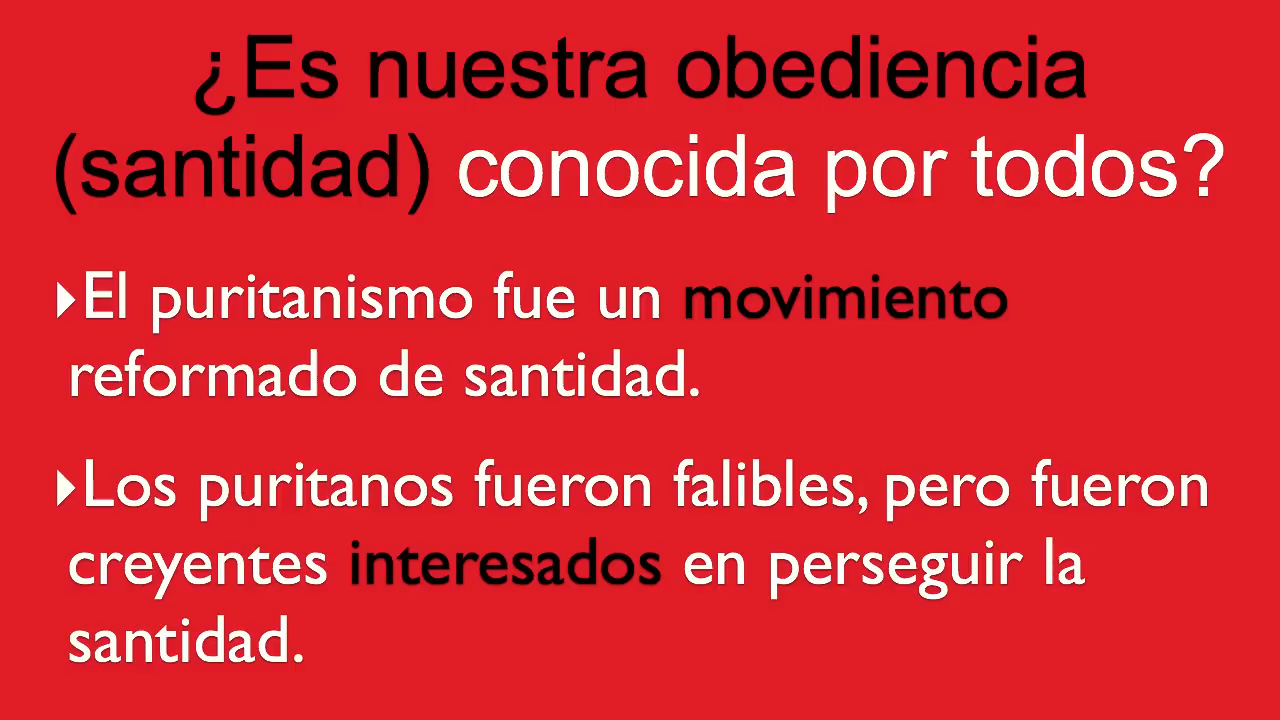 ¿Es nuestra obediencia
(santidad) conocida por todos?
‣El puritanismo fue un movimiento
reformado de santidad.
‣Los puritanos fueron falibles, pero fueron
creyentes interesados en perseguir la
santidad.